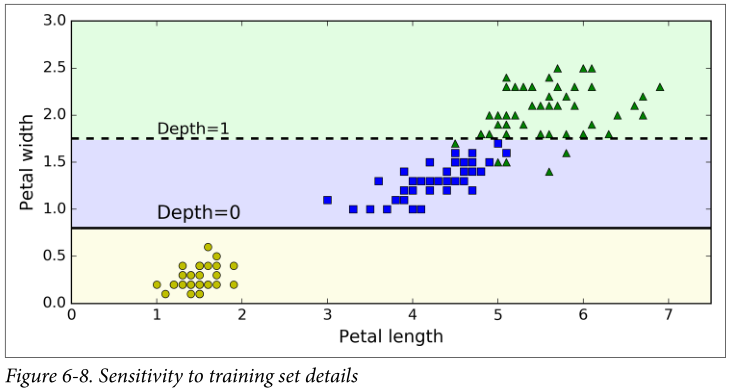 3.0
2.5
2.0
1.5
1.0
0.5
0.0
Petal width
Depth=1
Depth=0
0 1 2 3 4 5 6 7
Petal length
Figure 6-8. Sensitivity to training set details